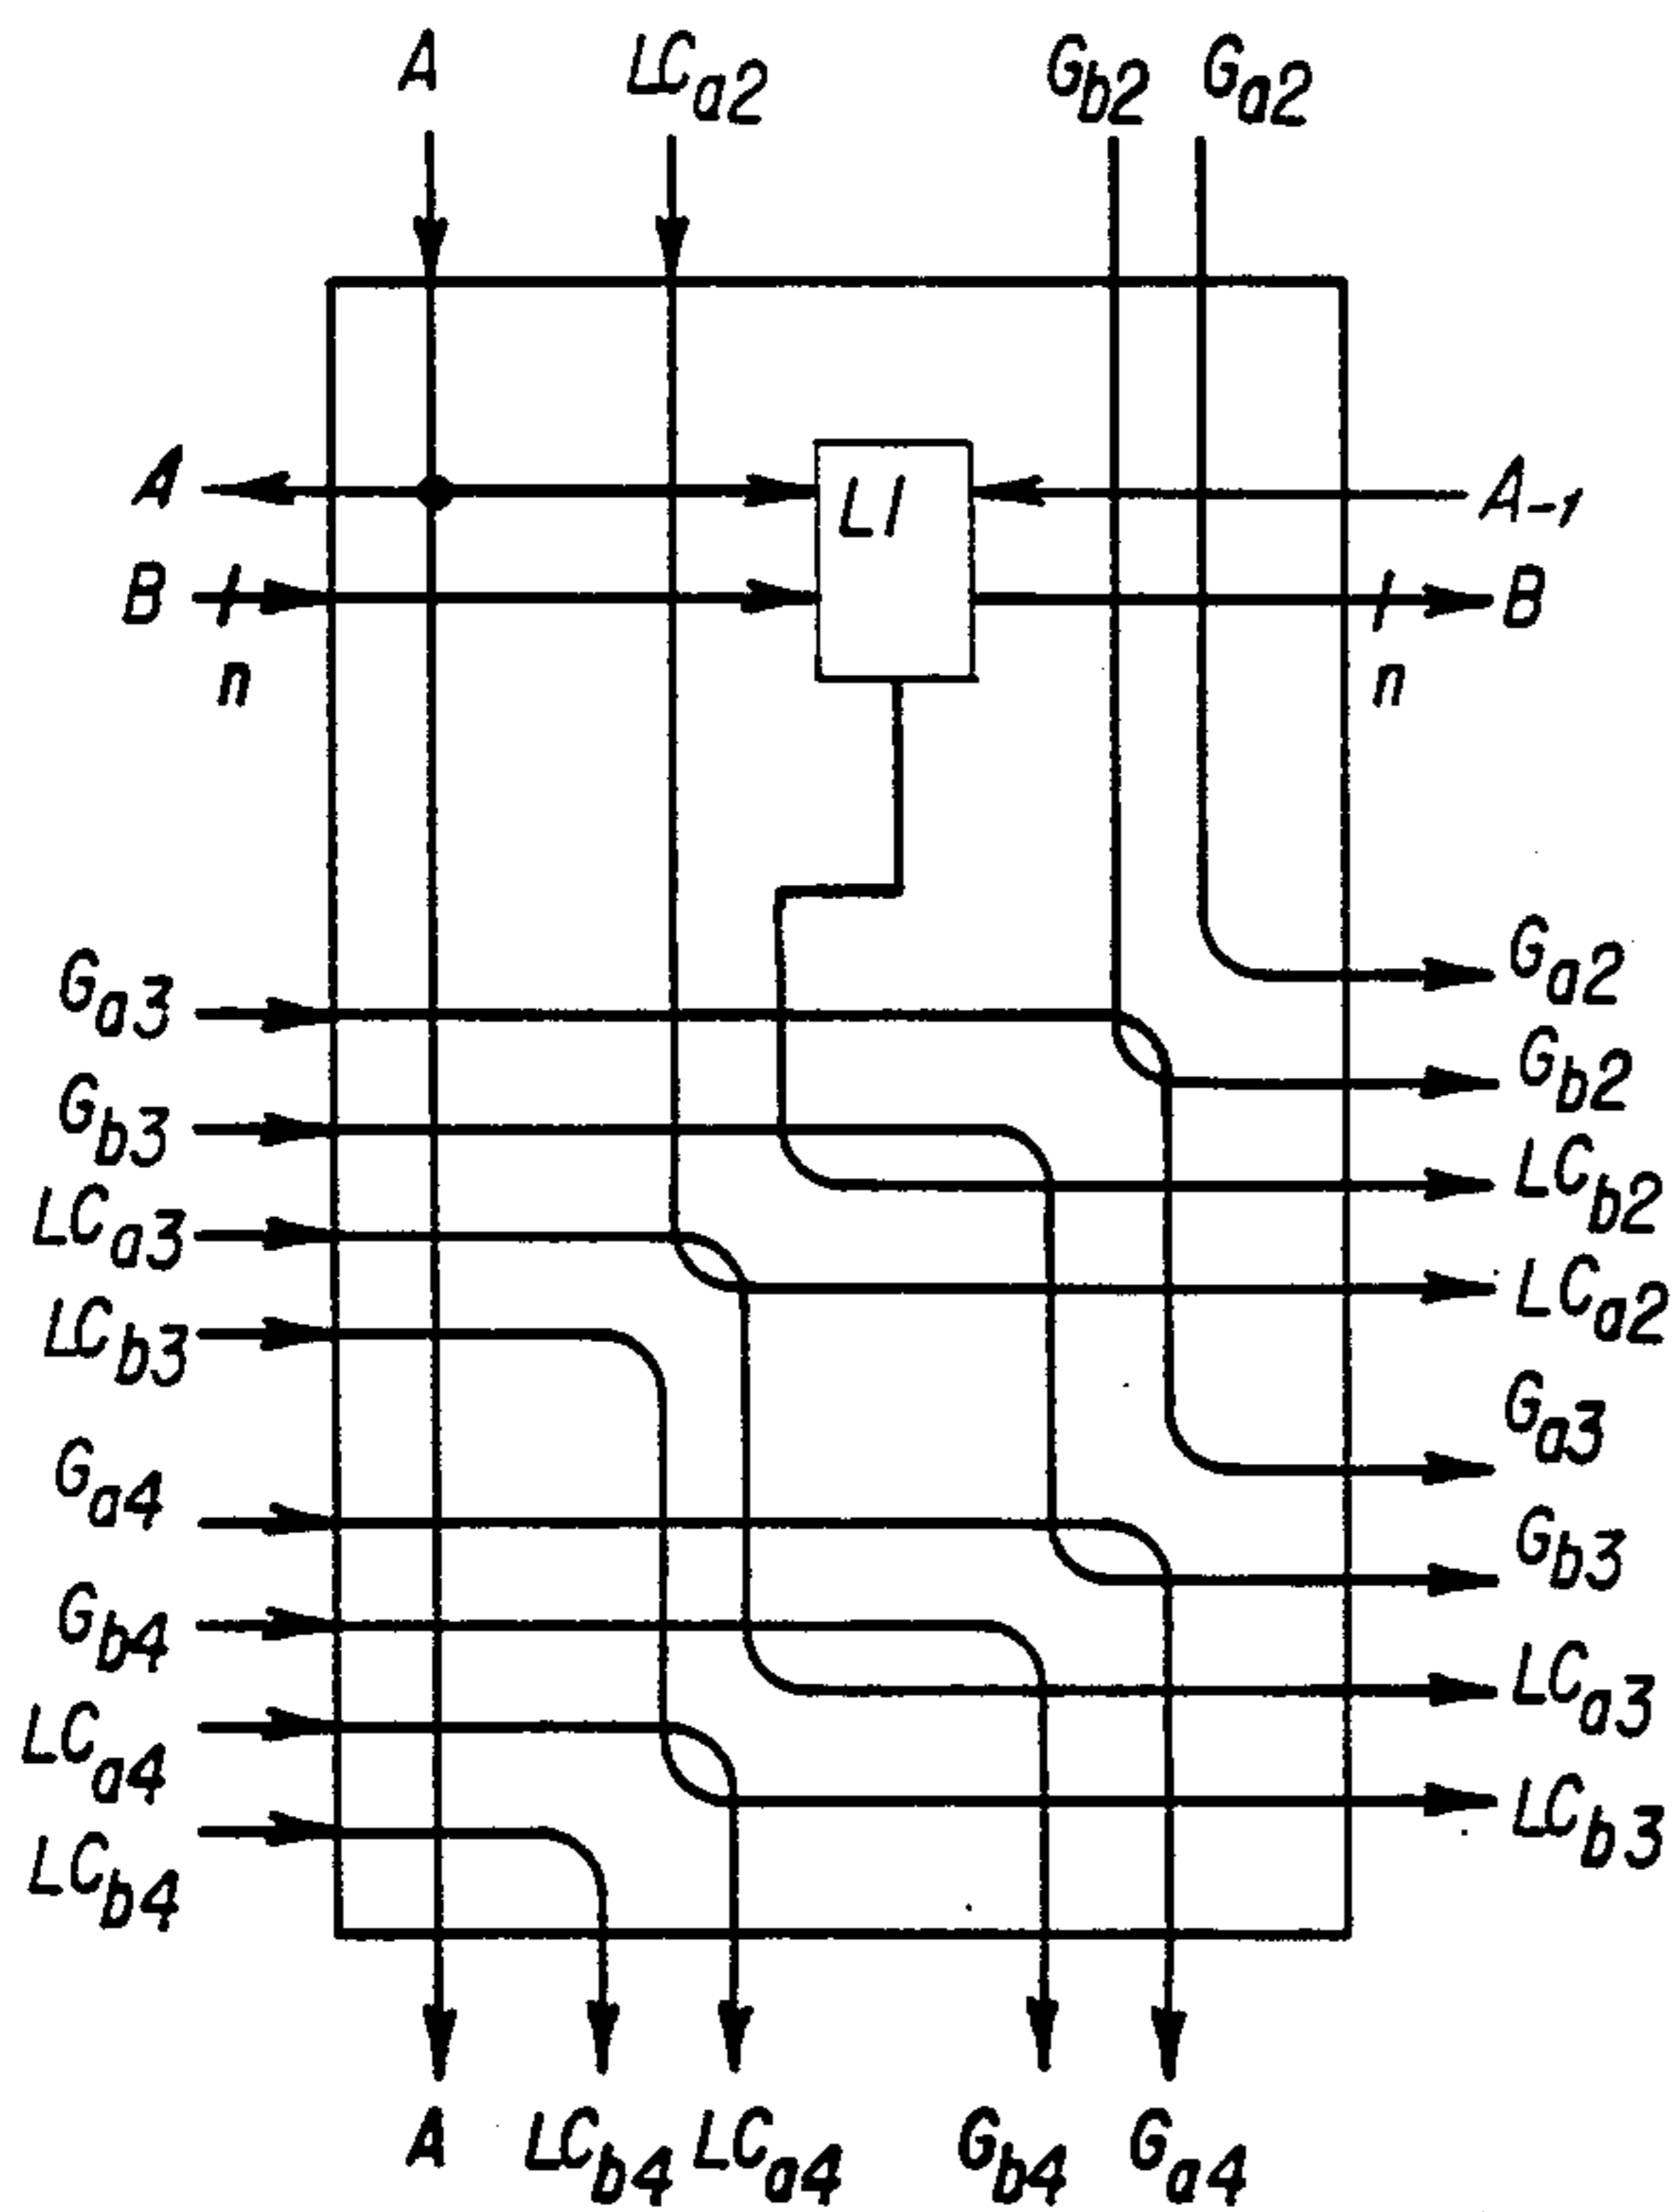 A LCa2 Gb2 Ga2
A LI A-1
B B
n n
Ga3 Ga2
Gb3 Gb2
LCa3 LCb2
LCb3 LCa2
Ga4 Ga3
Gb4 Gb3
LCa4 LCa3
LCb4 LCb3
A LCb4 LCa4 Gb4 Ga4